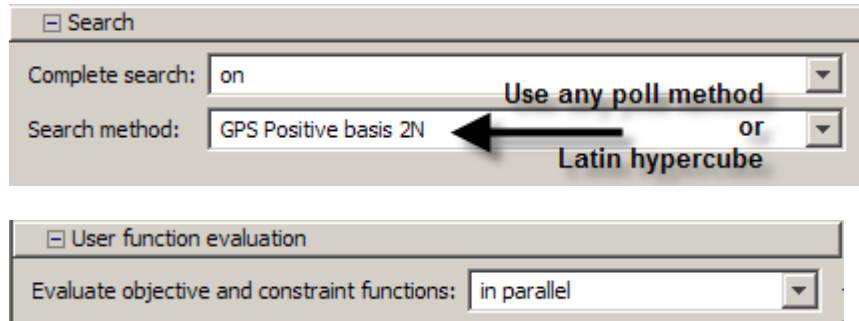 Search
Complete search: on
Use any poll method
Search method: GPS Positive basis 2N or
Latin hypercube
User function evaluation
Evaluate objective and constraint functions: in parallel